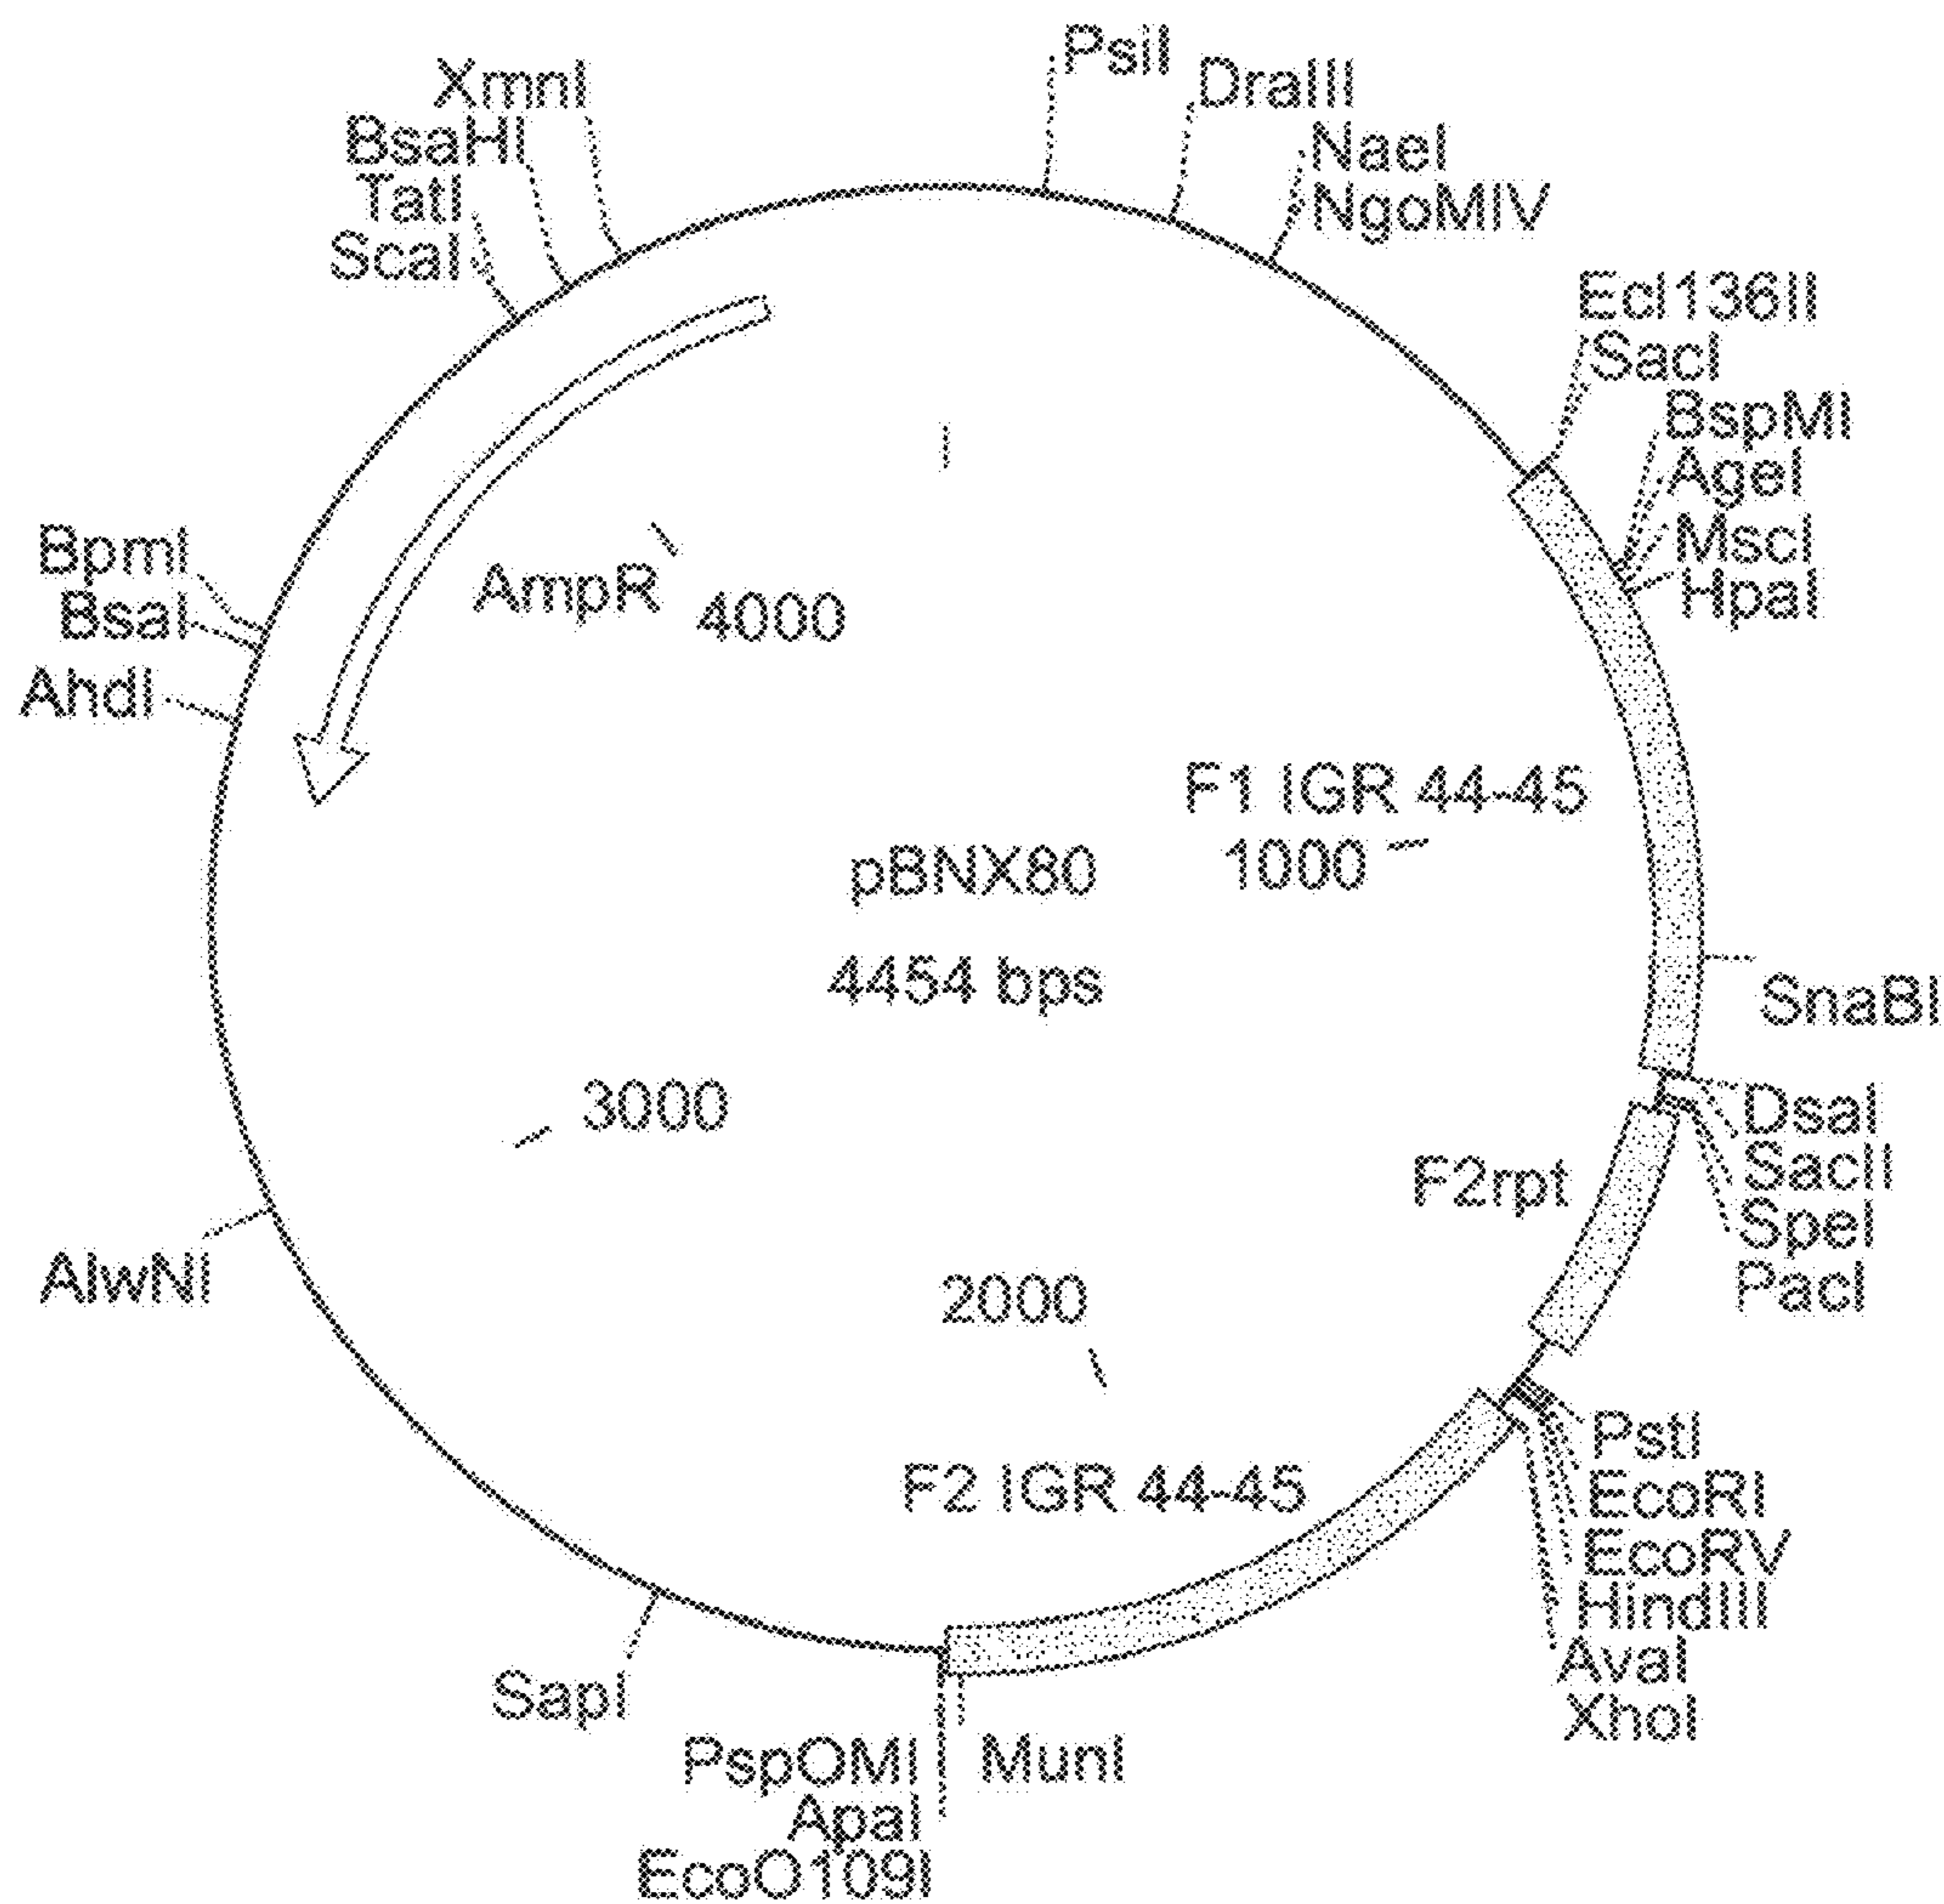 PsiI
DraIII
NaeI
NgoMIV
XmnI
BsaHI
TatI
ScaI
Ecl136II
SacI
BspMI
AgeI
MscI
HpaI
BpmI
BsaI
AhdI
AmpR
4000
F1 IGR 44-45
1000
pBNX80
4454 bps
SnaBI
3000
DsaI
SacII
SpeI
PacI
F2rpt
AlwNI
2000
PstI
EcoRI
EcoRV
HindIII
AvaI
XhoI
F2 IGR 44-45
SapI
PspOMI
MunI
ApaI
EcoO109I